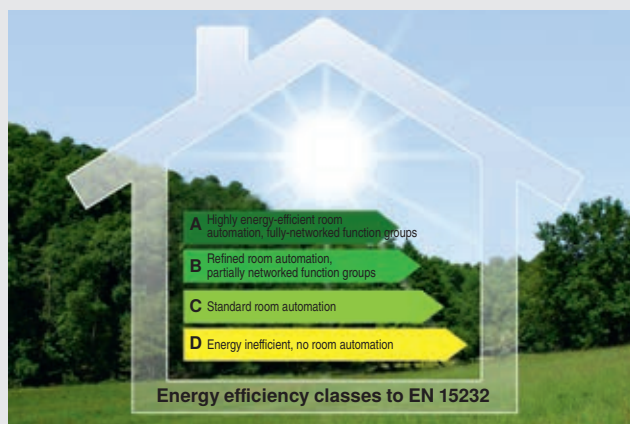 A Highly energy-efficient room
automation, fully-networked function groups
B Refined room automation,
partially networked function groups
C Standard room automation
D Energy inefficient, no room automation
Energy efficiency classes to EN 15232